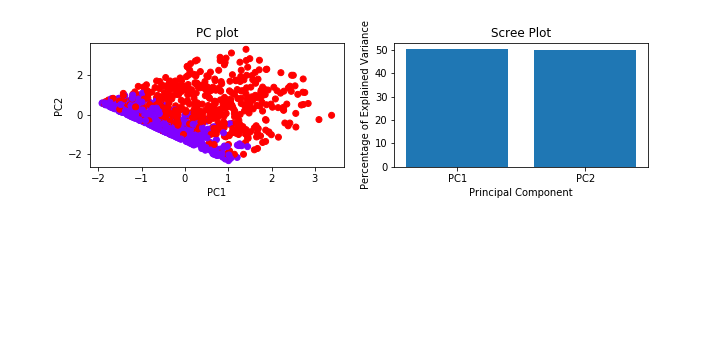 PC plot
PC2
2
0
−2
−2
−1
0
1
2
3
PC1
Scree Plot
Percentage of Explained Variance
50
40
30
20
10
0
PC1
PC2
Principal Component